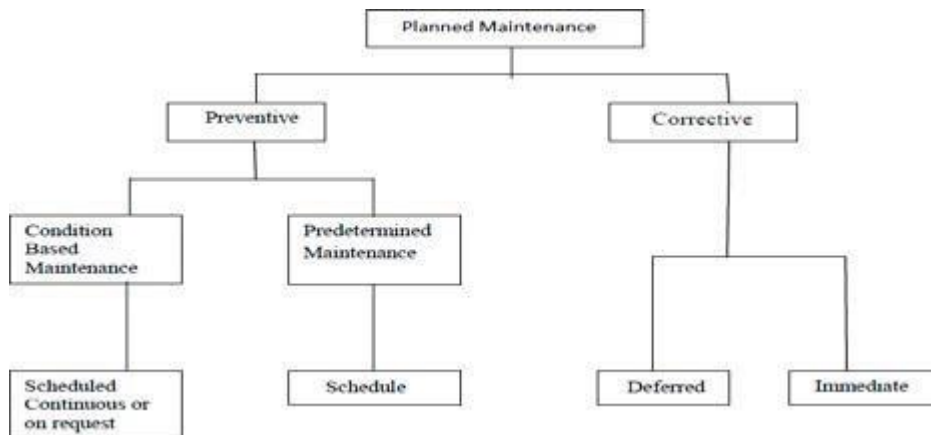 Planned Maintenance
Preventive
Corrective
Condition
Based
Maintenance
Predetermined
Maintenance
Scheduled
Continuous or
on request
Schedule
Deferred
Immediate